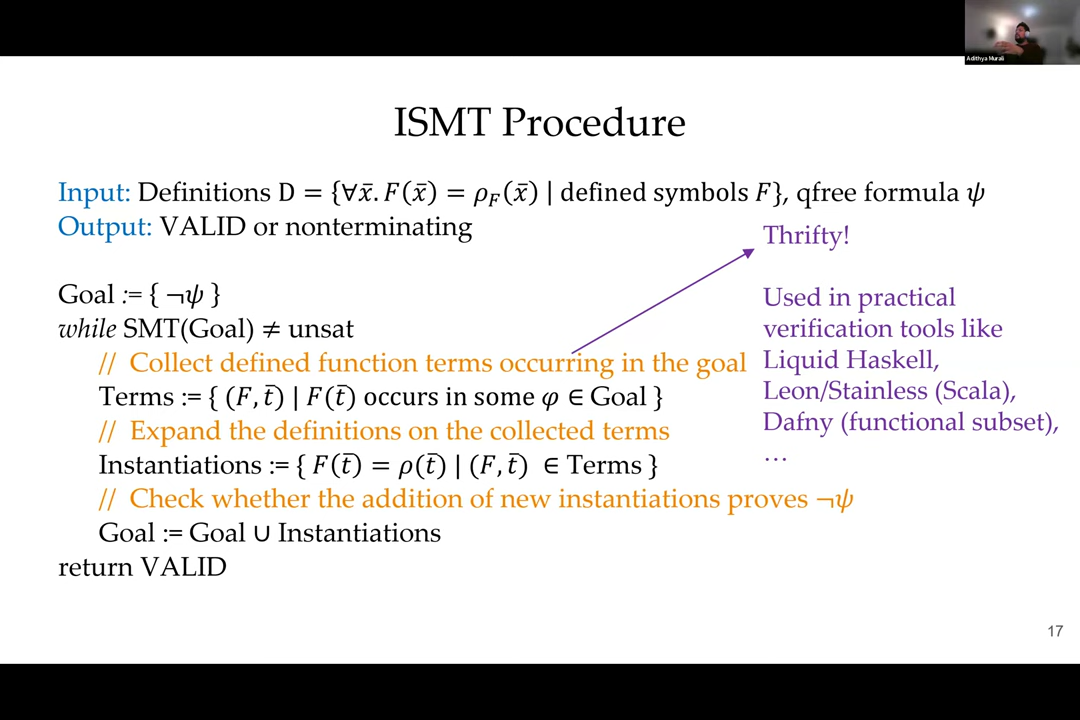 Adithya Murali
ISMT Procedure
Input: Definitions D = {∀x̄. F(x̄) = ρ_F(x̄) | defined symbols F}, qfree formula ψ
Output: VALID or nonterminating
Thrifty!
Goal := { ¬ψ }
while SMT(Goal) ≠ unsat
// Collect defined function terms occurring in the goal
Terms := { (F, t̄) | F(t̄) occurs in some φ ∈ Goal }
// Expand the definitions on the collected terms
Instantiations := { F(t̄) = ρ(t̄) | (F, t̄) ∈ Terms }
// Check whether the addition of new instantiations proves ¬ψ
Goal := Goal ∪ Instantiations
return VALID
Used in practical
verification tools like
Liquid Haskell,
Leon/Stainless (Scala),
Dafny (functional subset),
…
17